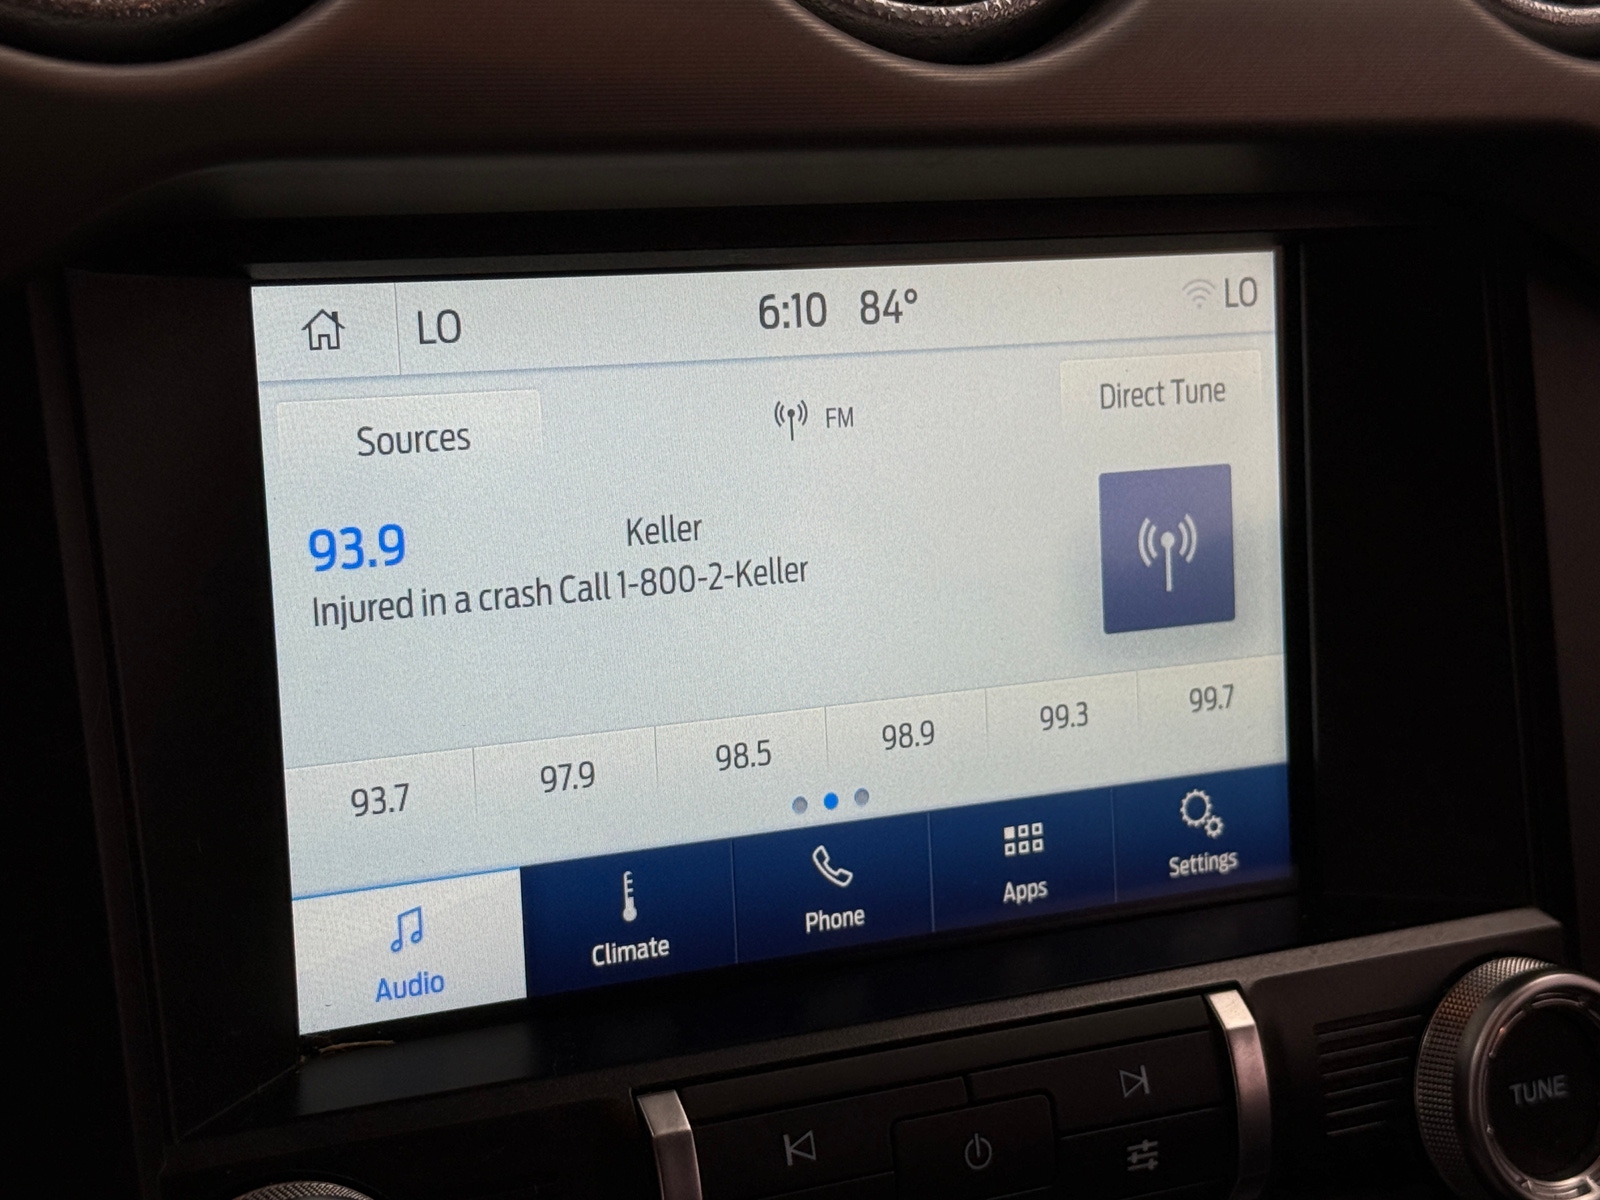 LO 6:10 84° LO
Sources FM Direct Tune
93.9 Keller
Injured in a crash Call 1-800-2-Keller
93.7 97.9 98.5 98.9 99.3 99.7
Audio Climate Phone Apps Settings
TUNE